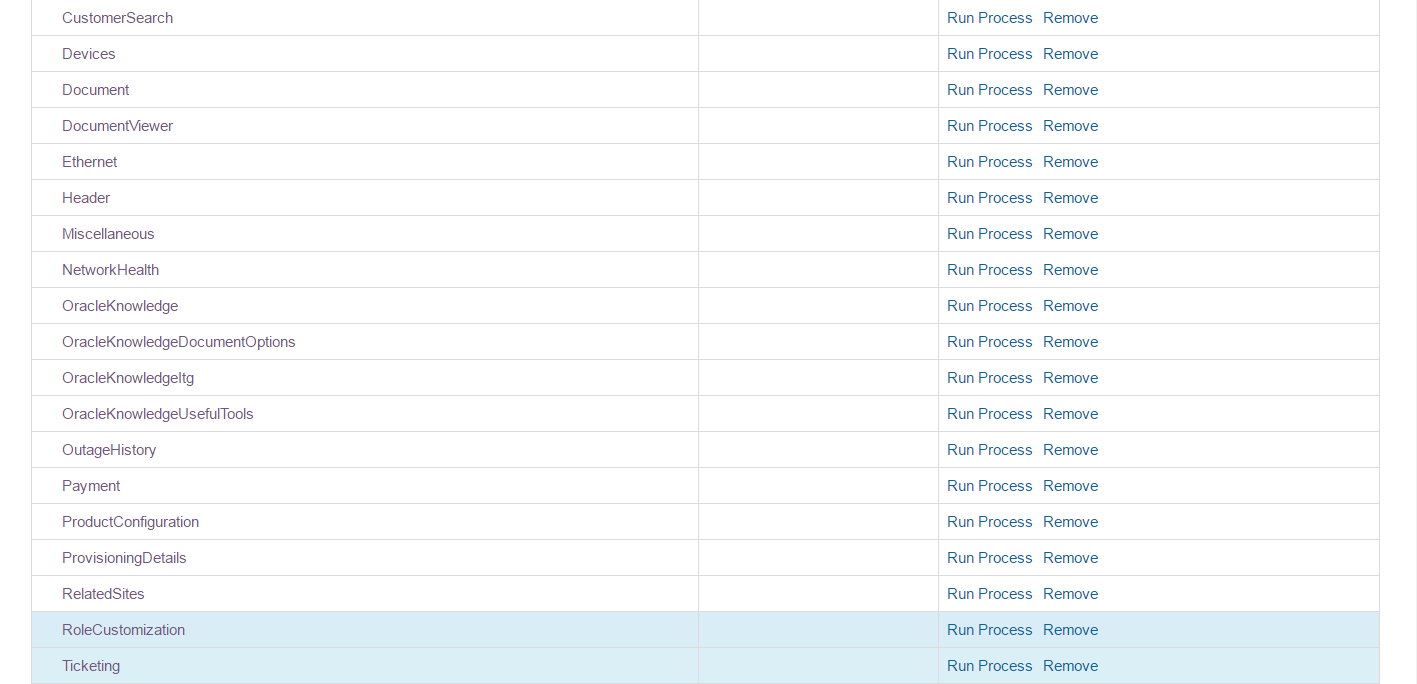 CustomerSearch Run Process Remove
Devices Run Process Remove
Document Run Process Remove
DocumentViewer Run Process Remove
Ethernet Run Process Remove
Header Run Process Remove
Miscellaneous Run Process Remove
NetworkHealth Run Process Remove
OracleKnowledge Run Process Remove
OracleKnowledgeDocumentOptions Run Process Remove
OracleKnowledgeItg Run Process Remove
OracleKnowledgeUsefulTools Run Process Remove
OutageHistory Run Process Remove
Payment Run Process Remove
ProductConfiguration Run Process Remove
ProvisioningDetails Run Process Remove
RelatedSites Run Process Remove
RoleCustomization Run Process Remove
Ticketing Run Process Remove